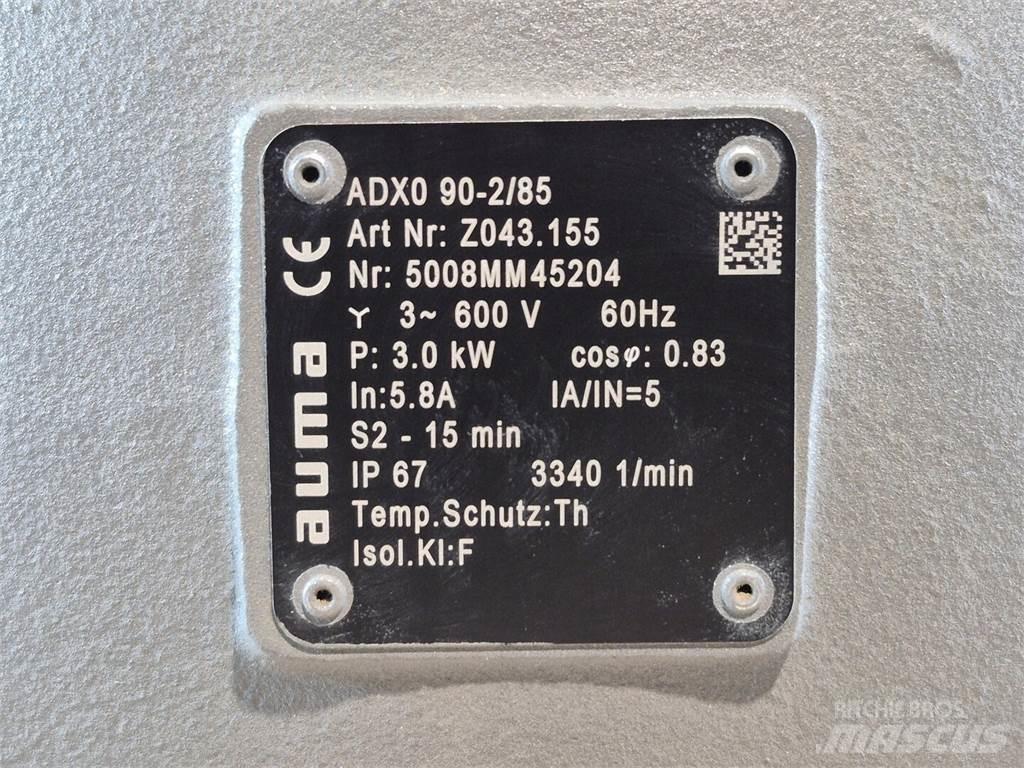 ADX0 90-2/85
Art Nr: Z043.155
Nr: 5008MM45204
Y 3~ 600 V 60Hz
P: 3.0 kW cosφ: 0.83
In:5.8A IA/IN=5
S2 - 15 min
IP 67 3340 1/min
Temp.Schutz:Th
Isol.Kl:F
CE
auma
RITCHIE BROS.
MASCUS